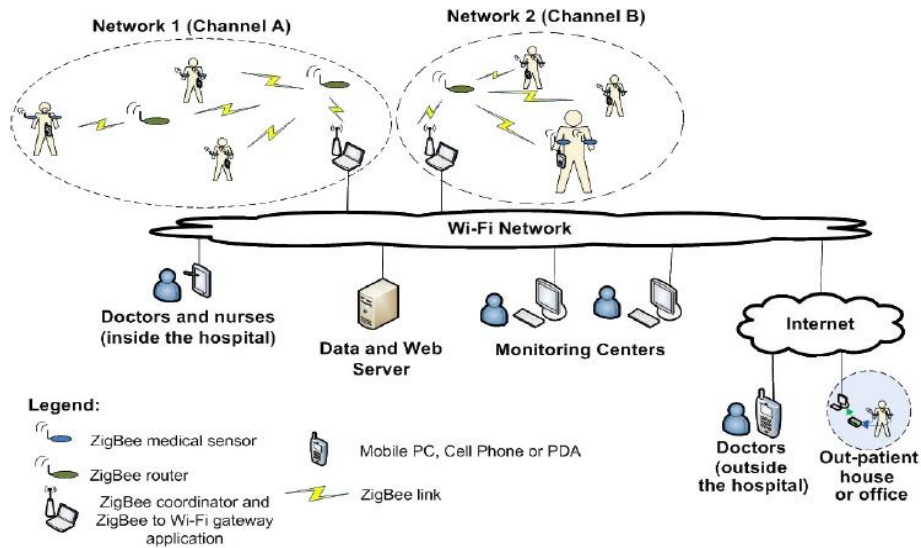 Network 1 (Channel A)
Network 2 (Channel B)
Wi-Fi Network
Doctors and nurses
(inside the hospital)
Data and Web
Server
Monitoring Centers
Internet
Doctors
(outside
the hospital)
Out-patient
house
or office
Legend:
ZigBee medical sensor
ZigBee router
ZigBee coordinator and
ZigBee to Wi-Fi gateway
application
Mobile PC, Cell Phone or PDA
ZigBee link